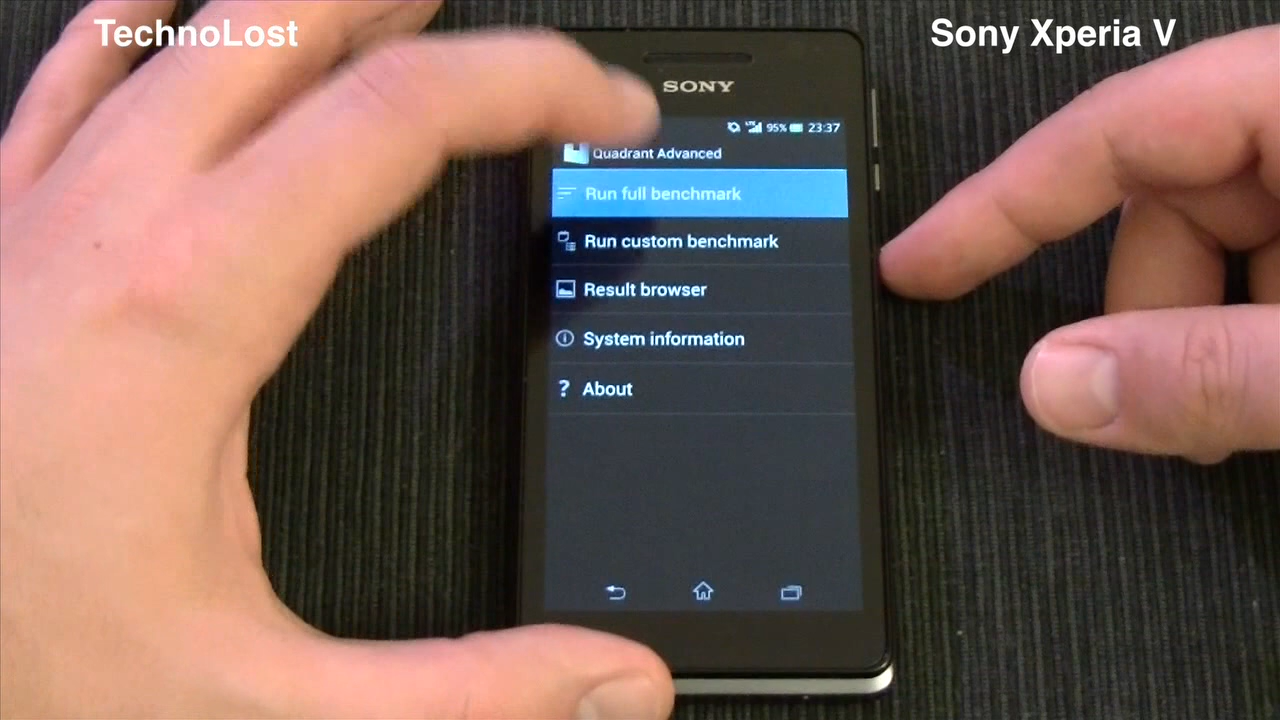 TechnoLost
Sony Xperia V
SONY
LTE 95% 23:37
Quadrant Advanced
Run full benchmark
Run custom benchmark
Result browser
System information
? About